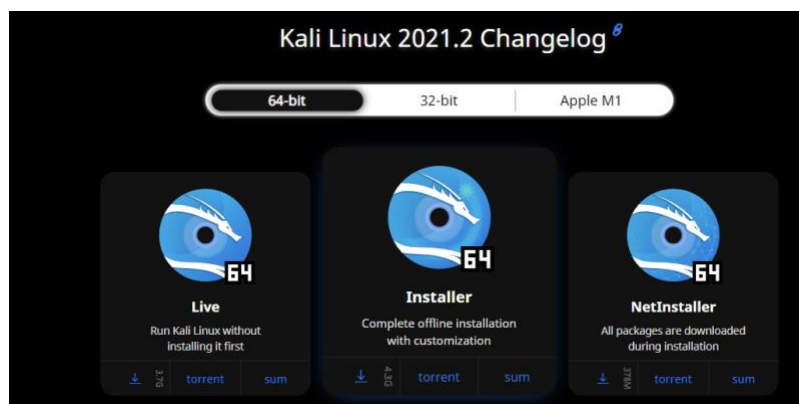 Kali Linux 2021.2 Changelog
64-bit
32-bit
Apple M1
64
Live
Run Kali Linux without
installing it first
3.7G
torrent
sum
64
Installer
Complete offline installation
with customization
4.3G
torrent
sum
64
NetInstaller
All packages are downloaded
during installation
378M
torrent
sum